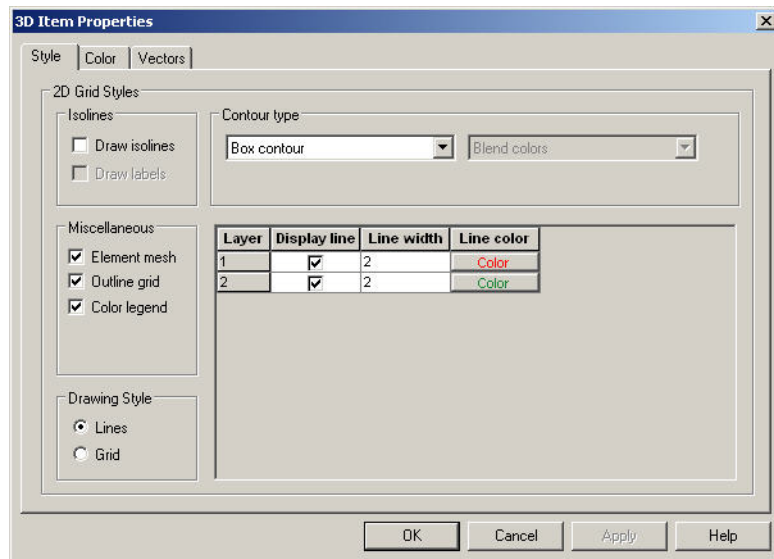 3D Item Properties
Style Color Vectors
2D Grid Styles
Isolines
Draw isolines
Draw labels
Contour type
Box contour Blend colors
Miscellaneous
Element mesh
Outline grid
Color legend
Layer Display line Line width Line color
1 2 Color
2 2 Color
Drawing Style
Lines
Grid
OK Cancel Apply Help